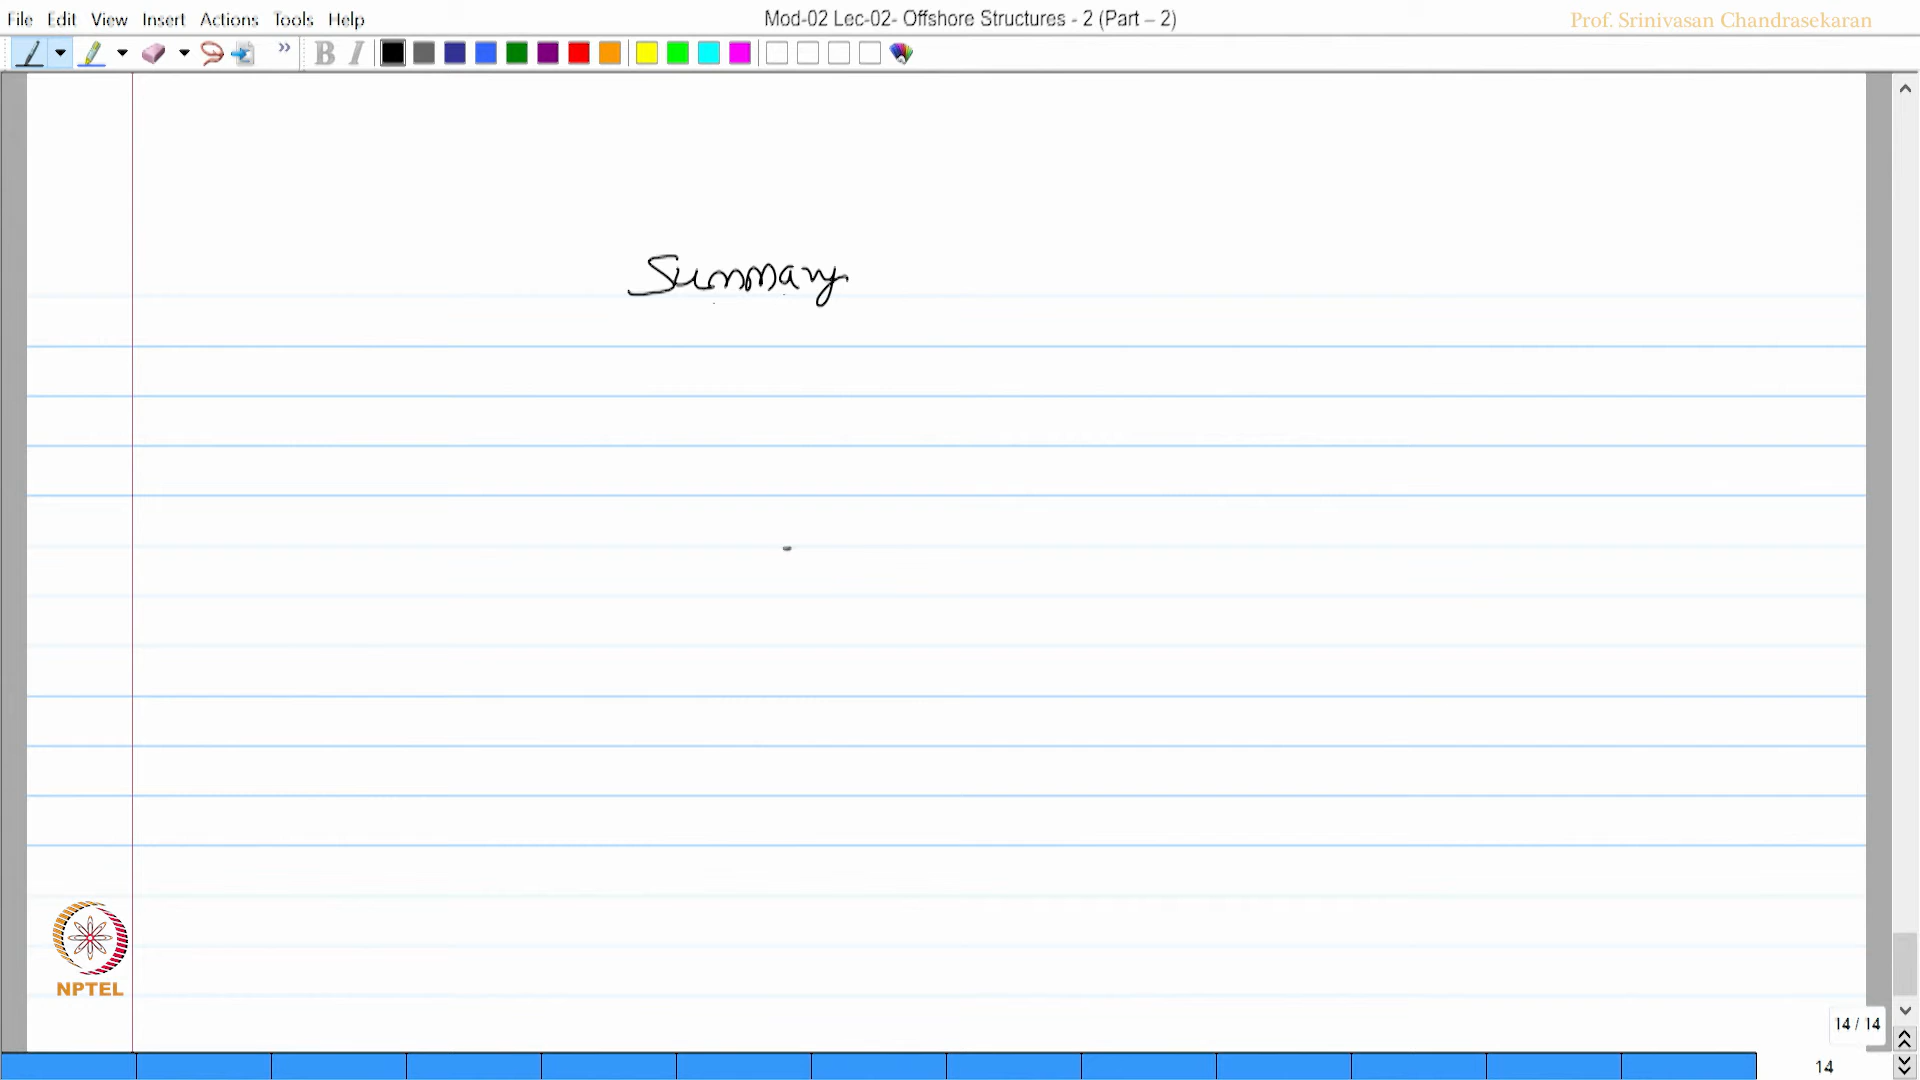 File Edit View Insert Actions Tools Help
Mod-02 Lec-02- Offshore Structures - 2 (Part – 2)
Prof. Srinivasan Chandrasekaran
B I
Summary
NPTEL
14 / 14
14